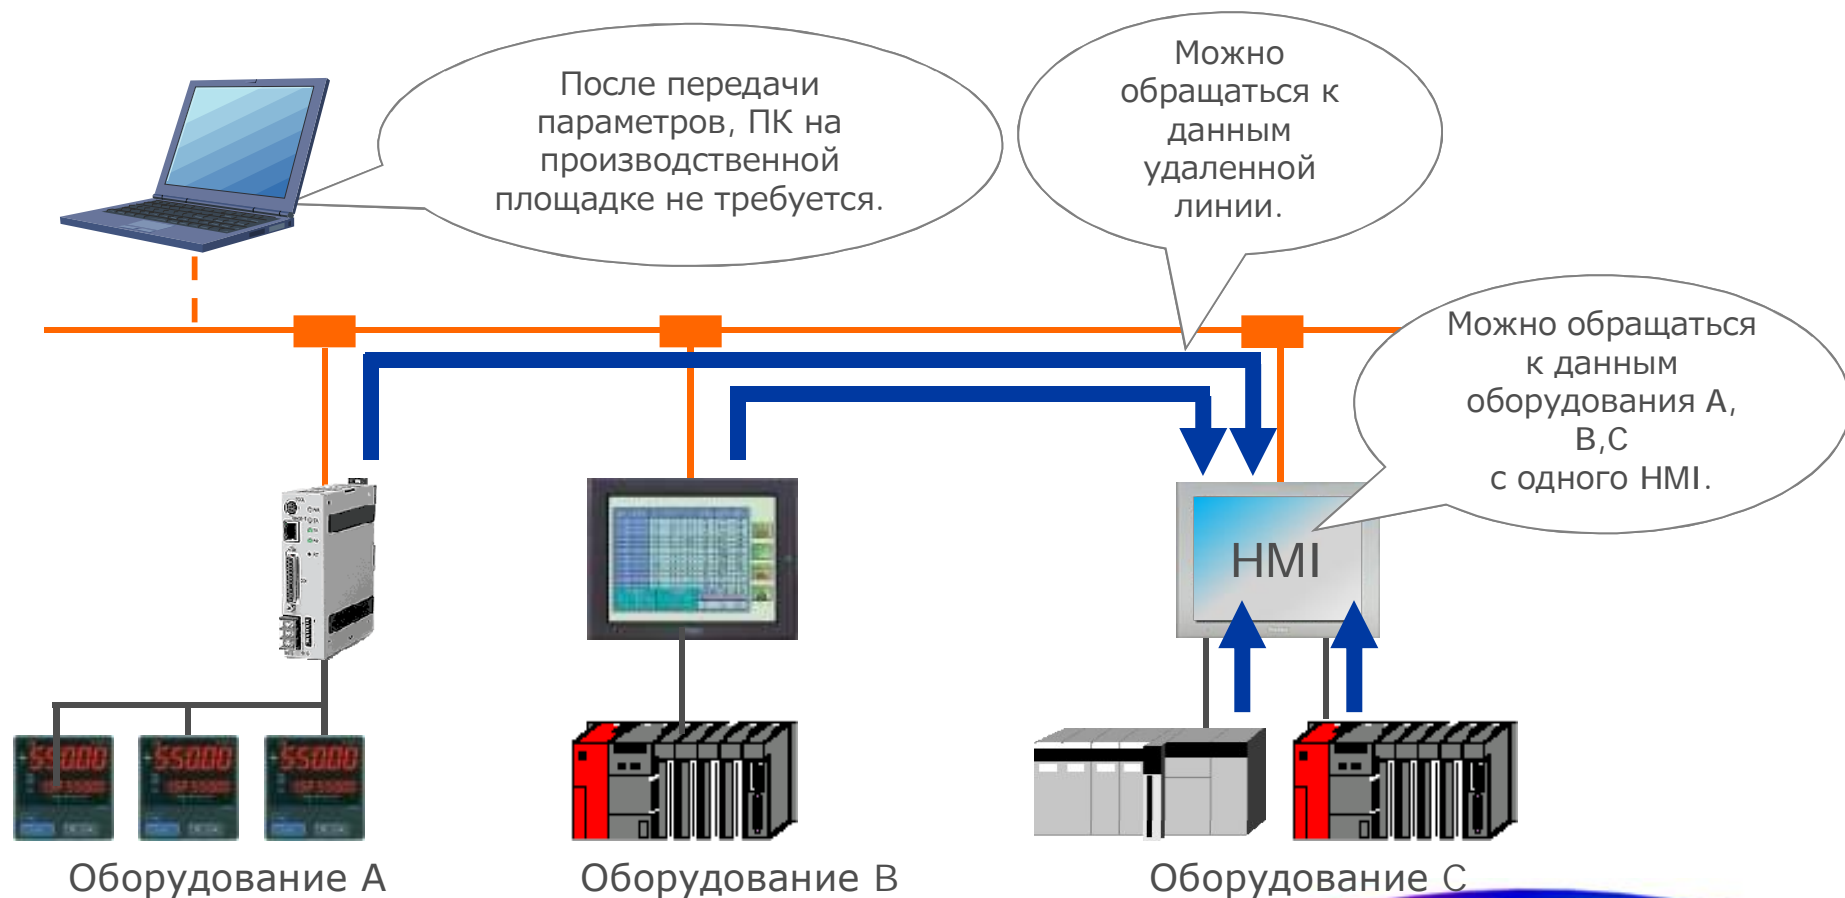 После передачи
параметров, ПК на
производственной
площадке не требуется.
Можно
обращаться к
данным
удаленной
линии.
Можно обращаться
к данным
оборудования А,
В,С
с одного HMI.
HMI
Оборудование А
Оборудование В
Оборудование С